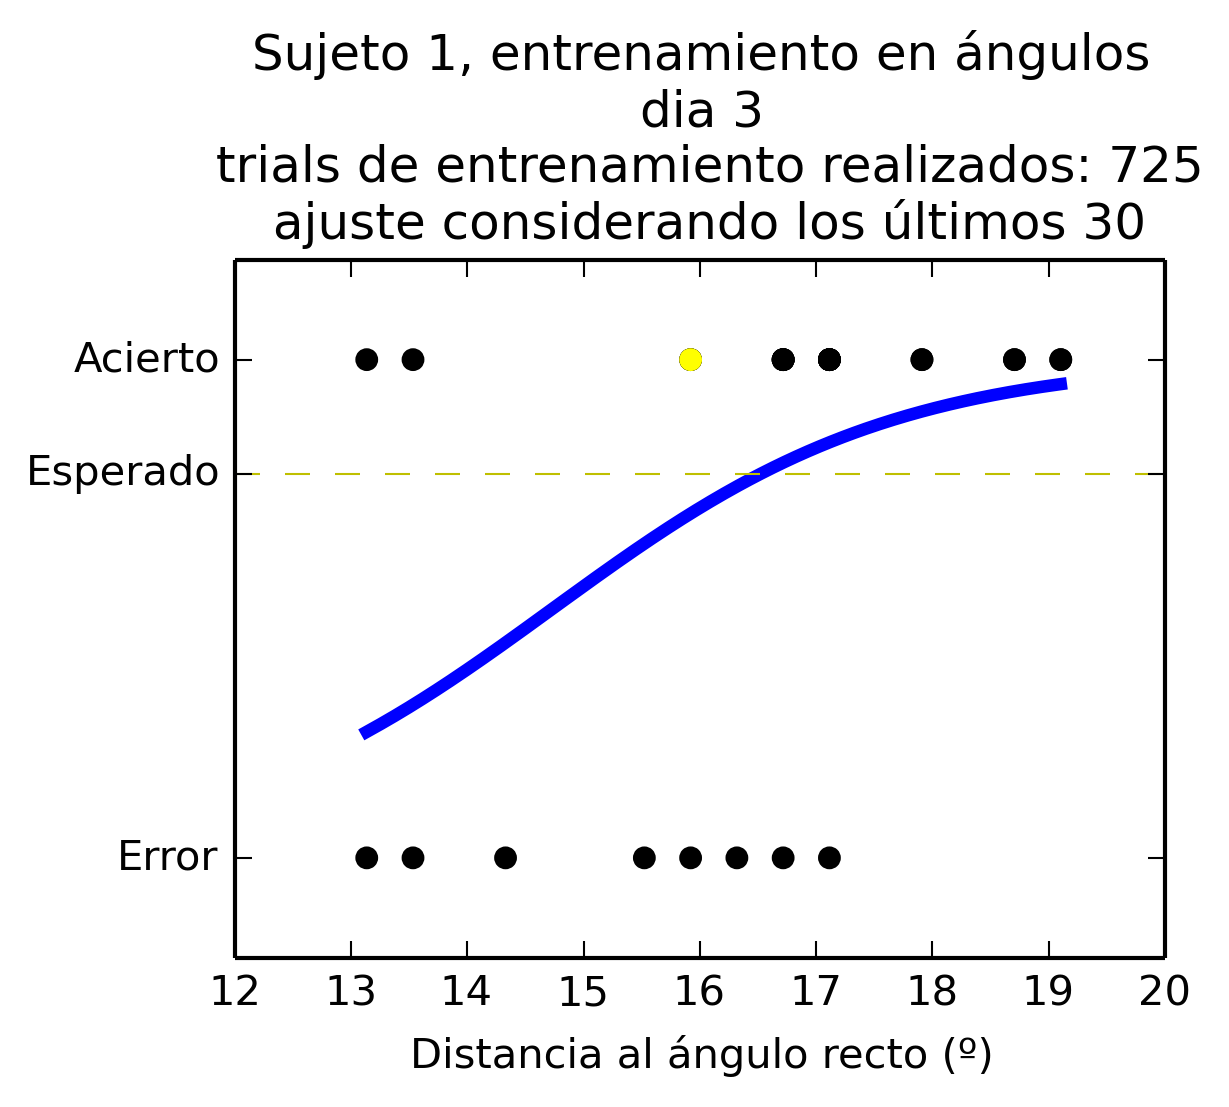 Sujeto 1, entrenamiento en ángulos
dia 3
trials de entrenamiento realizados: 725
ajuste considerando los últimos 30
Acierto
Esperado
Error
12 13 14 15 16 17 18 19 20
Distancia al ángulo recto (º)